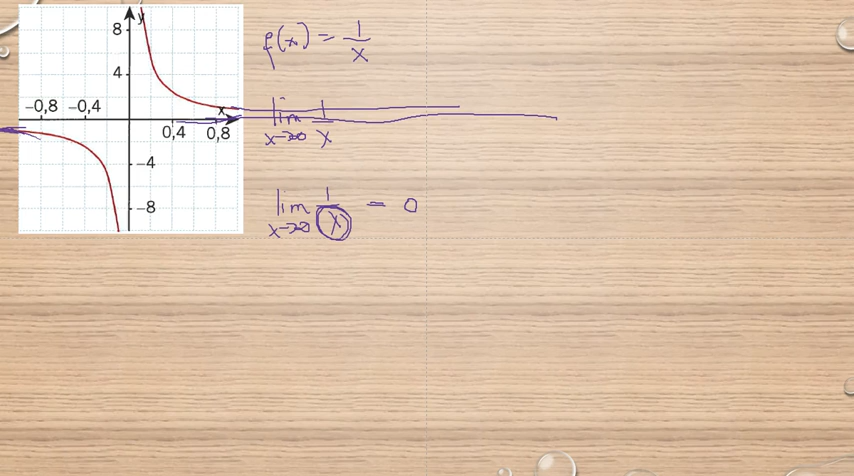 y
8
f(x) = 1/x
4
-0,8 -0,4
x
0,4 0,8
lim x→∞ 1/x
-4
-8
lim x→∞ 1/x = 0